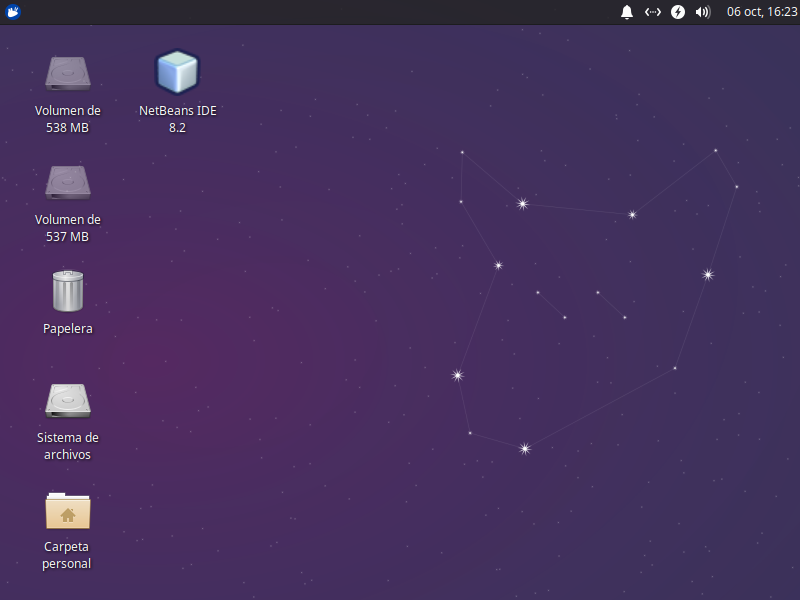 06 oct, 16:23
Volumen de
538 MB
NetBeans IDE
8.2
Volumen de
537 MB
Papelera
Sistema de
archivos
Carpeta
personal